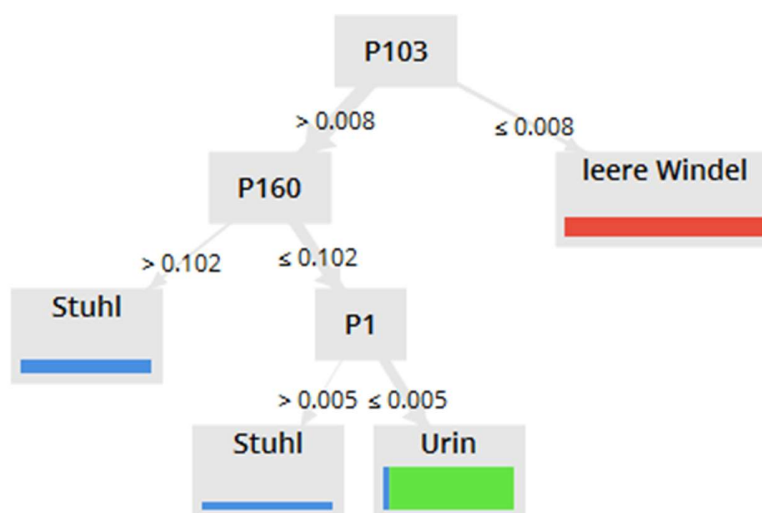 P103
> 0.008
≤ 0.008
leere Windel
P160
> 0.102
≤ 0.102
Stuhl
P1
> 0.005
≤ 0.005
Stuhl
Urin